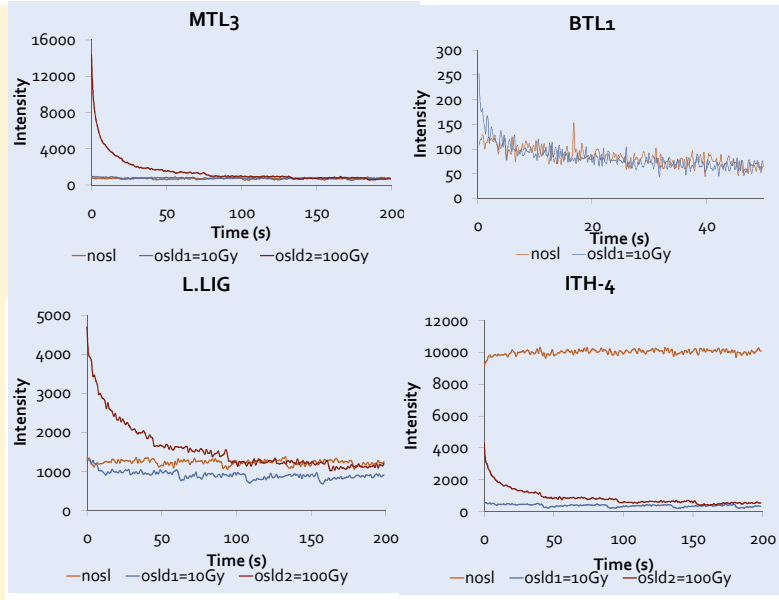 MTL3
16000
12000
8000
4000
0
Intensity
0 50 100 150 200
Time (s)
nosl osld1=10Gy osld2=100Gy
BTL1
300
250
200
150
100
50
0
Intensity
0 20 40
Time (s)
nosl osld1=10Gy
L.LIG
5000
4000
3000
2000
1000
0
Intensity
0 50 100 150 200
Time (s)
nosl osld1=10Gy osld2=100Gy
ITH-4
12000
10000
8000
6000
4000
2000
0
Intensity
0 50 100 150 200
Time (s)
nosl osld1=10Gy osld2=100Gy